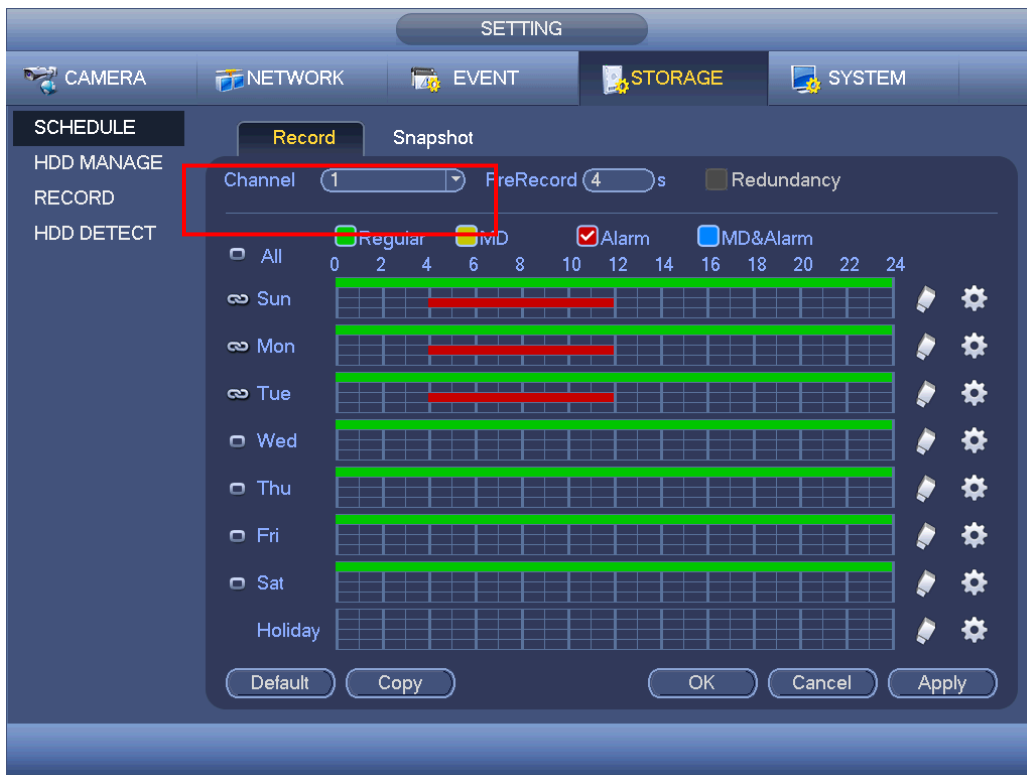 SETTING
CAMERA NETWORK EVENT STORAGE SYSTEM
SCHEDULE
HDD MANAGE
RECORD
HDD DETECT
Record Snapshot
Channel 1 PreRecord 4 s Redundancy
Regular MD Alarm MD&Alarm
All
0 2 4 6 8 10 12 14 16 18 20 22 24
Sun
Mon
Tue
Wed
Thu
Fri
Sat
Holiday
Default Copy OK Cancel Apply